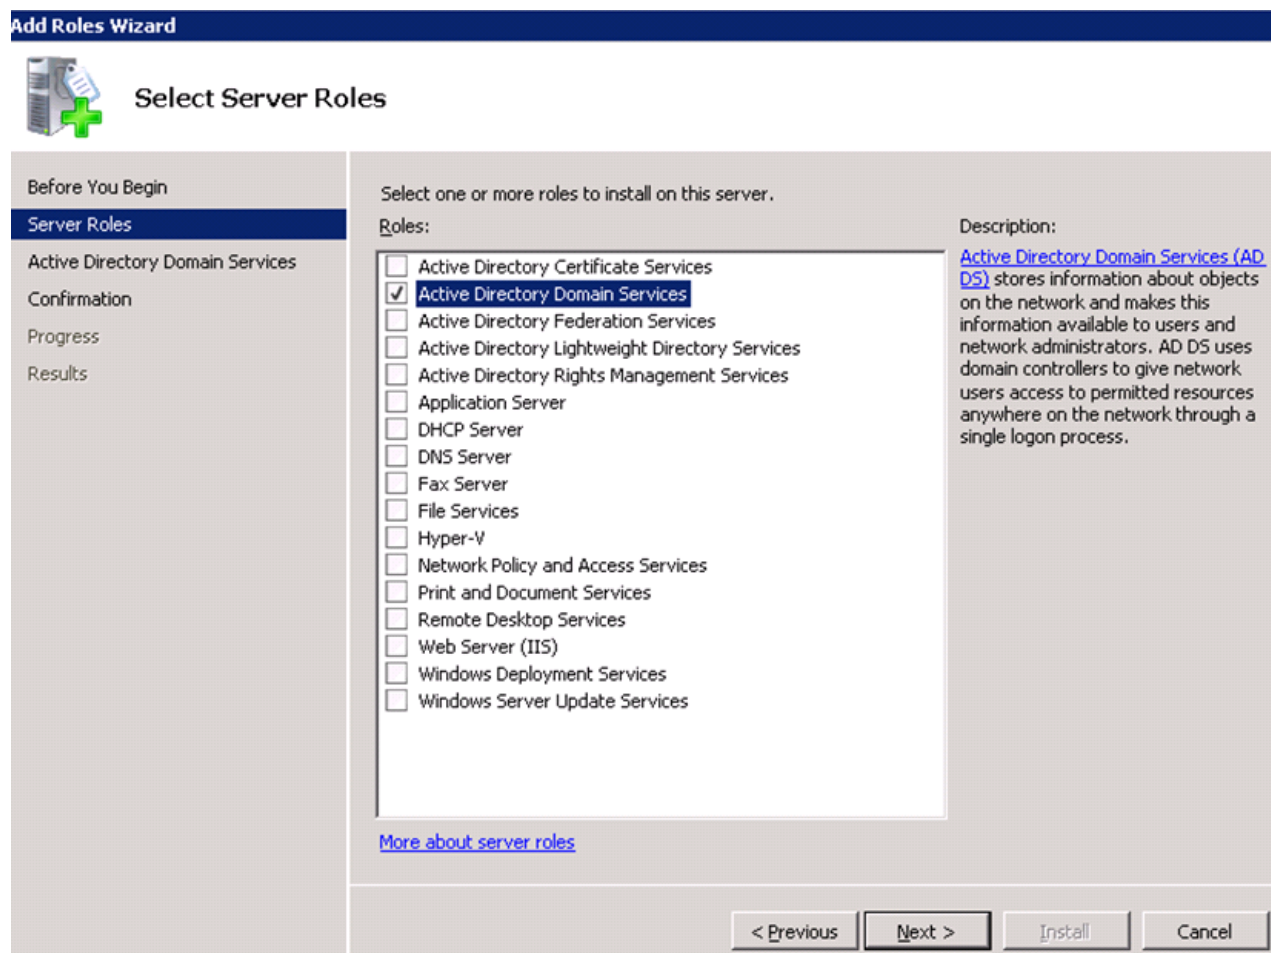 Add Roles Wizard
Select Server Roles
Before You Begin
Server Roles
Active Directory Domain Services
Confirmation
Progress
Results
Select one or more roles to install on this server.
Roles:
Active Directory Certificate Services
Active Directory Domain Services
Active Directory Federation Services
Active Directory Lightweight Directory Services
Active Directory Rights Management Services
Application Server
DHCP Server
DNS Server
Fax Server
File Services
Hyper-V
Network Policy and Access Services
Print and Document Services
Remote Desktop Services
Web Server (IIS)
Windows Deployment Services
Windows Server Update Services
More about server roles
Description:
Active Directory Domain Services (AD
DS) stores information about objects
on the network and makes this
information available to users and
network administrators. AD DS uses
domain controllers to give network
users access to permitted resources
anywhere on the network through a
single logon process.
< Previous
Next >
Install
Cancel